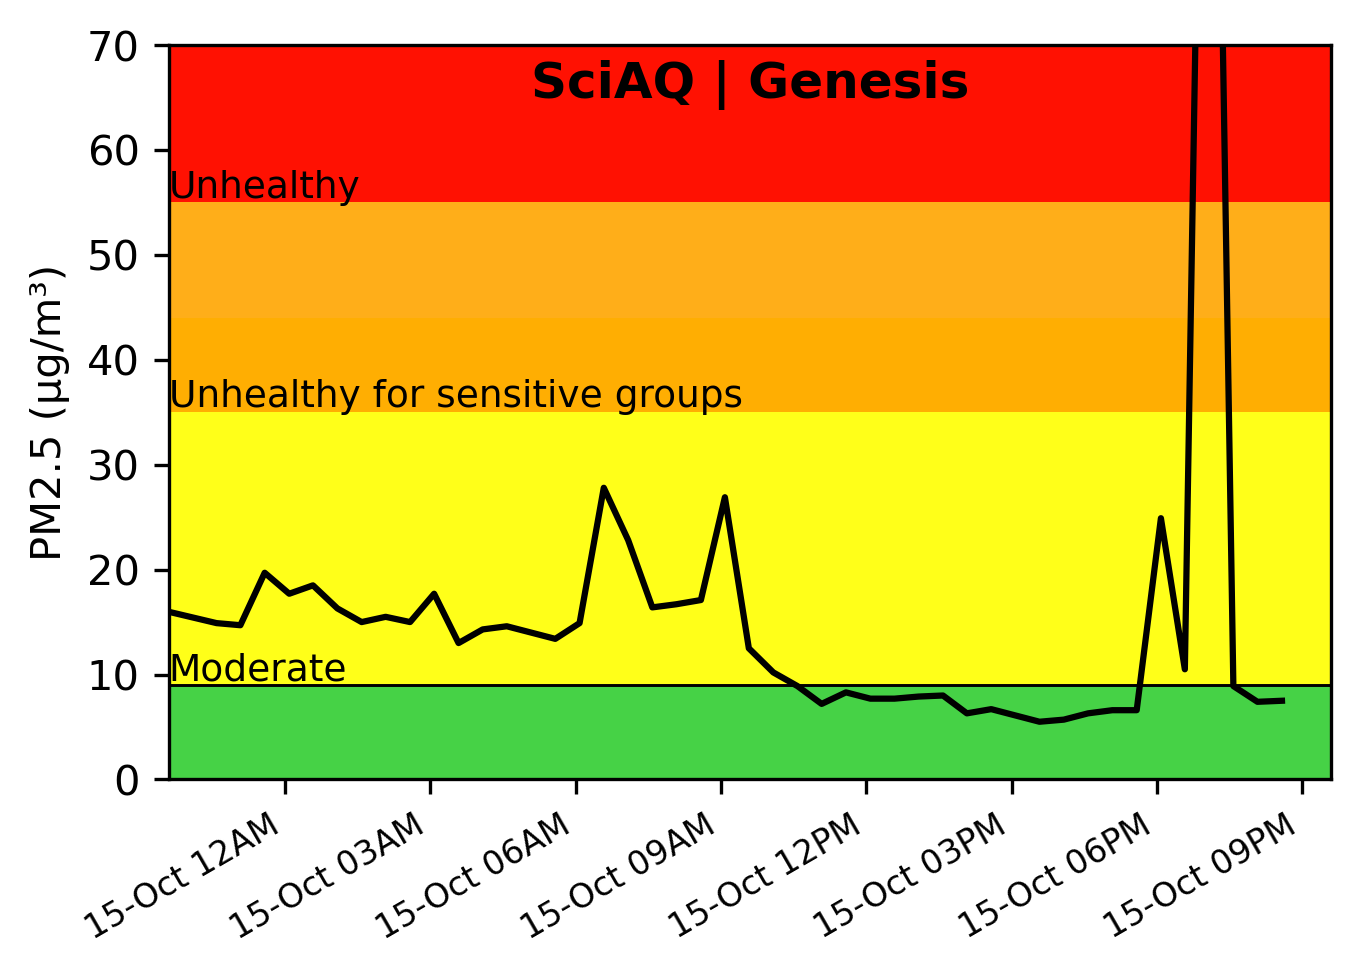 SciAQ | Genesis
PM2.5 (µg/m³)
70
60
50
40
30
20
10
0
Unhealthy
Unhealthy for sensitive groups
Moderate
15-Oct 12AM
15-Oct 03AM
15-Oct 06AM
15-Oct 09AM
15-Oct 12PM
15-Oct 03PM
15-Oct 06PM
15-Oct 09PM